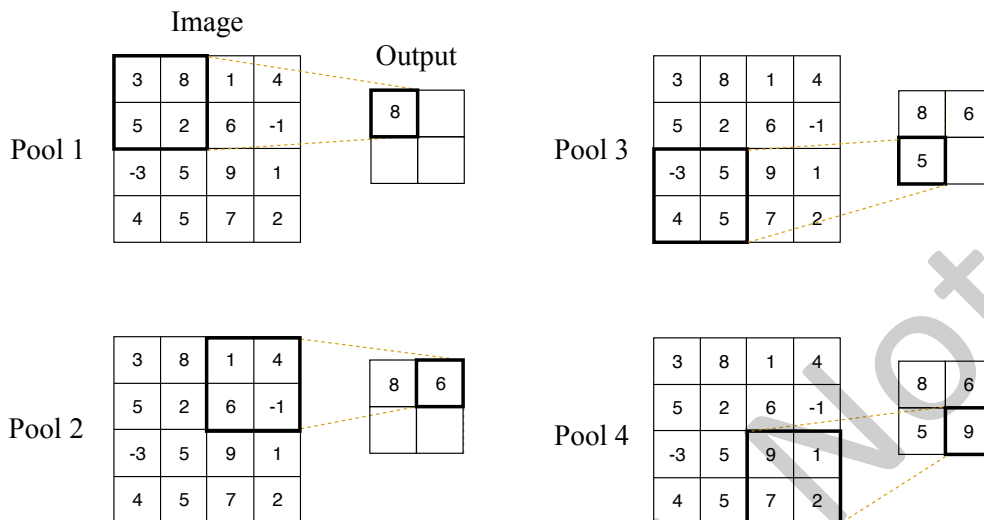 Image
Output
Pool 1
3 8 1 4
5 2 6 -1
-3 5 9 1
4 5 7 2
8
Pool 3
3 8 1 4
5 2 6 -1
-3 5 9 1
4 5 7 2
8 6
5
Pool 2
3 8 1 4
5 2 6 -1
-3 5 9 1
4 5 7 2
8 6
Pool 4
3 8 1 4
5 2 6 -1
-3 5 9 1
4 5 7 2
8 6
5 9
Not